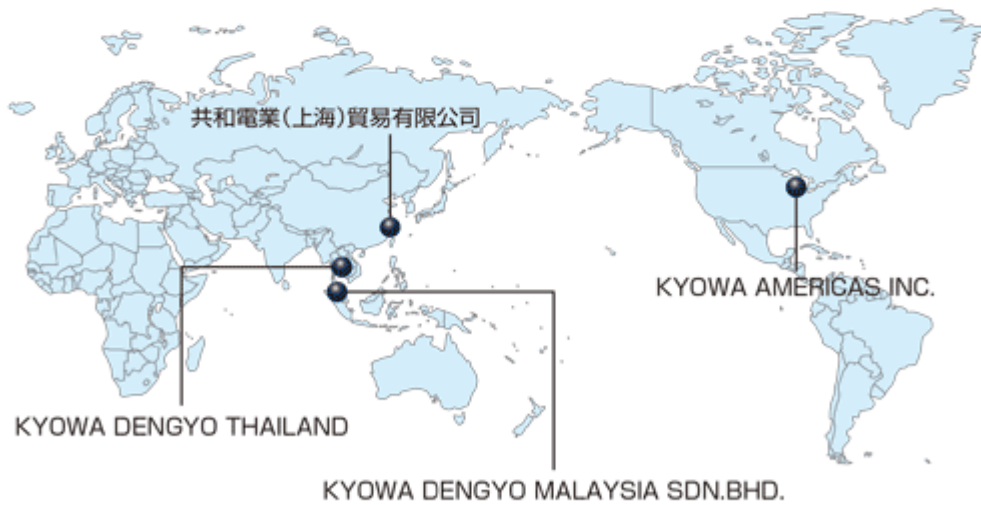 共和電業(上海)貿易有限公司
KYOWA AMERICAS INC.
KYOWA DENGYO THAILAND
KYOWA DENGYO MALAYSIA SDN.BHD.